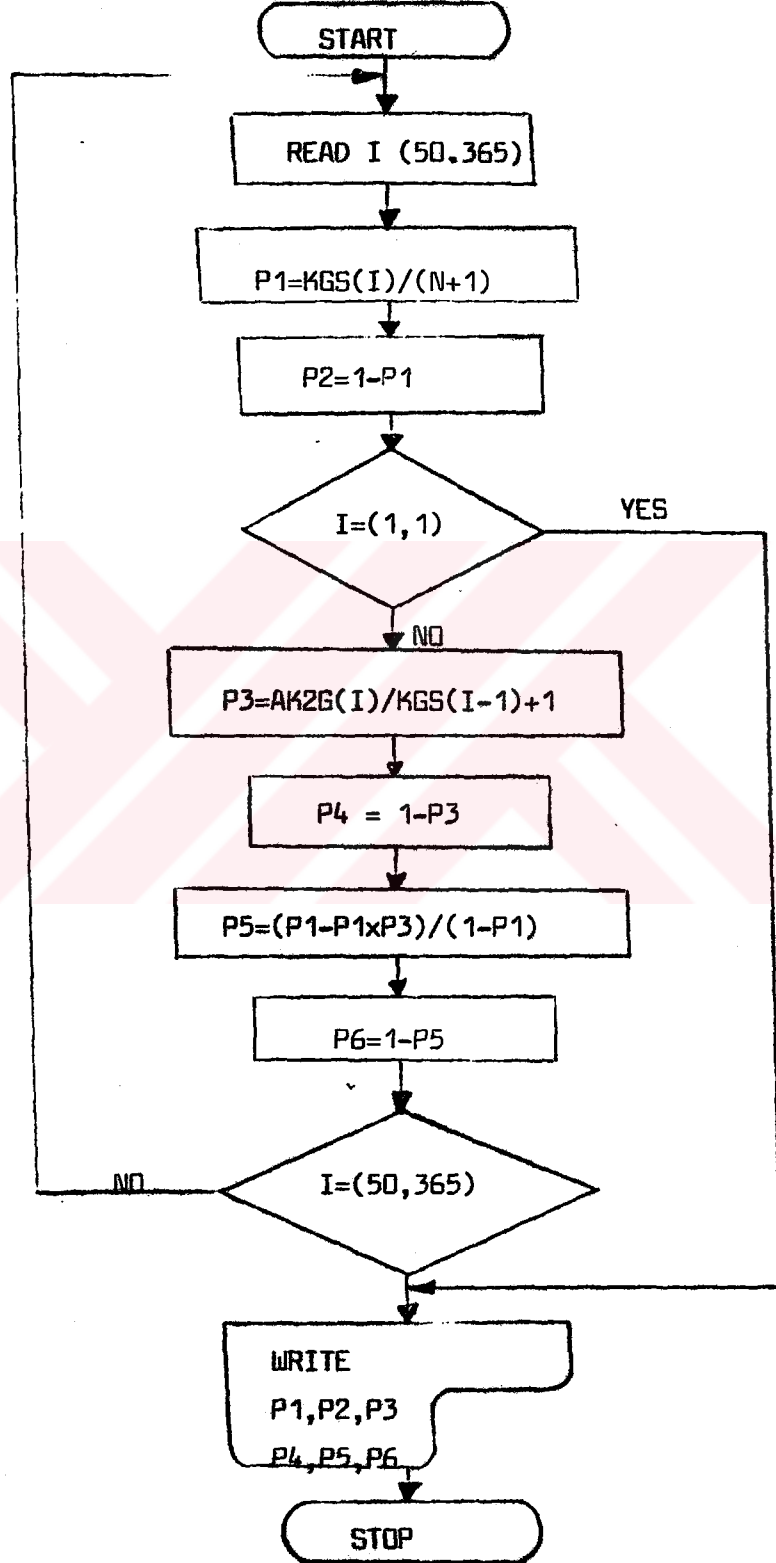 START
READ I (50.365)
P1=KGS(I)/(N+1)
P2=1-P1
I=(1,1)
YES
NO
P3=AK2G(I)/KGS(I-1)+1
P4 = 1-P3
P5=(P1-P1xP3)/(1-P1)
P6=1-P5
I=(50,365)
NO
WRITE
P1,P2,P3
P4,P5,P6
STOP